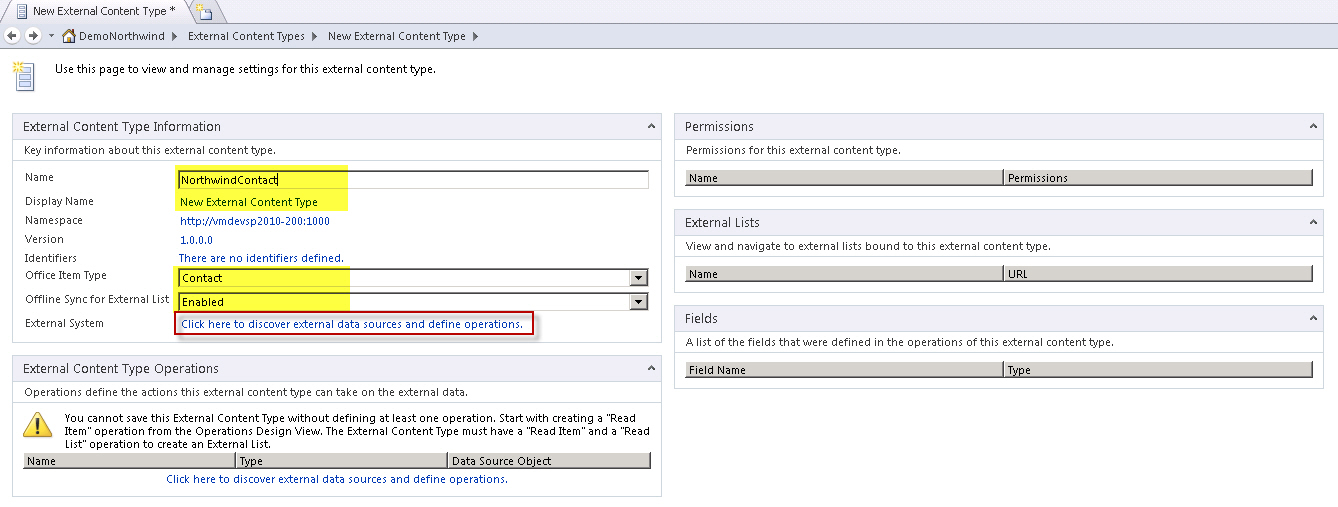 New External Content Type *
DemoNorthwind External Content Types New External Content Type
Use this page to view and manage settings for this external content type.
External Content Type Information
Key information about this external content type.
Name NorthwindContact
Display Name New External Content Type
Namespace http://vmdevsp2010-200:1000
Version 1.0.0.0
Identifiers There are no identifiers defined.
Office Item Type Contact
Offline Sync for External List Enabled
External System Click here to discover external data sources and define operations.
External Content Type Operations
Operations define the actions this external content type can take on the external data.
You cannot save this External Content Type without defining at least one operation. Start with creating a "Read
Item" operation from the Operations Design View. The External Content Type must have a "Read Item" and a "Read
List" operation to create an External List.
Name Type Data Source Object
Click here to discover external data sources and define operations.
Permissions
Permissions for this external content type.
Name Permissions
External Lists
View and navigate to external lists bound to this external content type.
Name URL
Fields
A list of the fields that were defined in the operations of this external content type.
Field Name Type